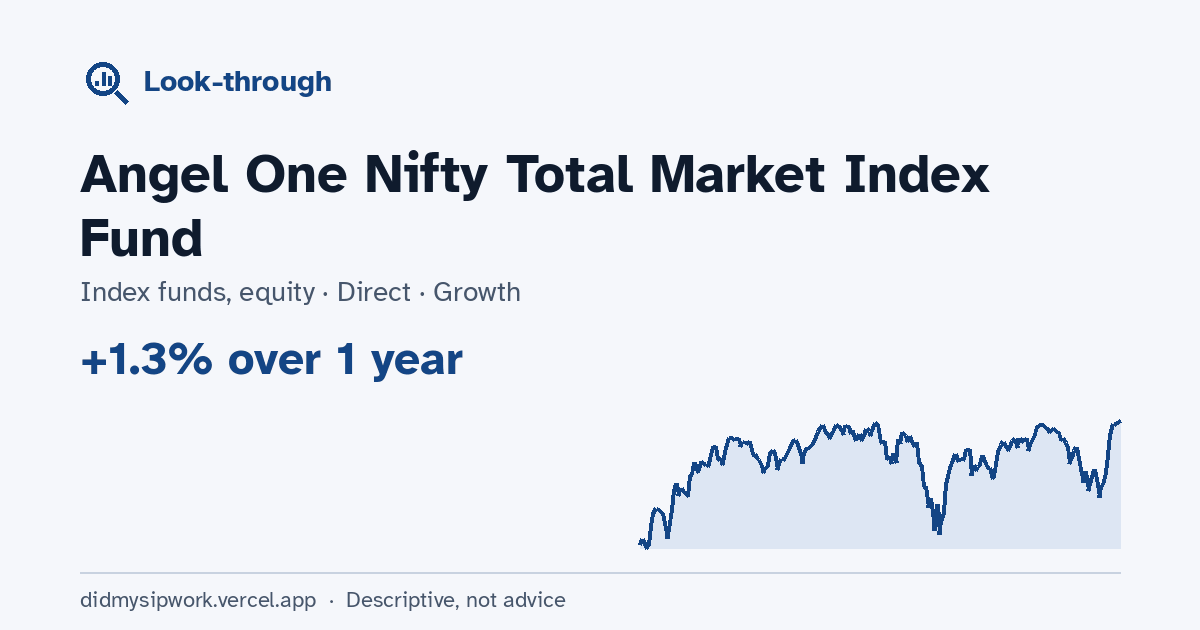 Look-through
Angel One Nifty Total Market Index
Fund
Index funds, equity · Direct · Growth
+1.3% over 1 year
didmysipwork.vercel.app · Descriptive, not advice